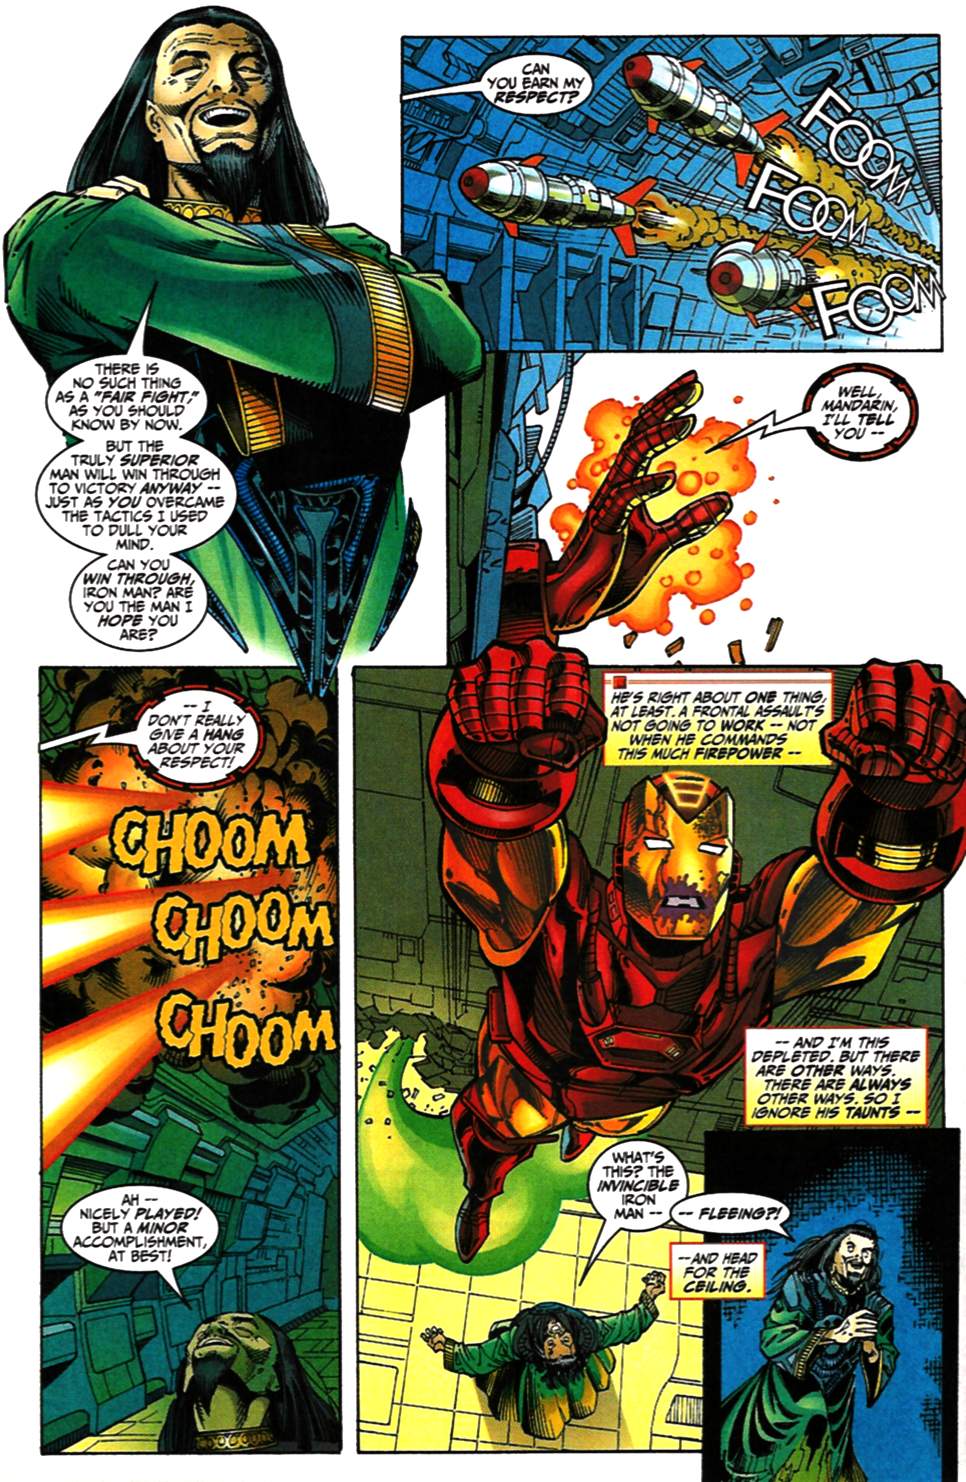 THERE IS
NO SUCH THING
AS A "FAIR FIGHT,"
AS YOU SHOULD
KNOW BY NOW.
BUT THE
TRULY SUPERIOR
MAN WILL WIN THROUGH
TO VICTORY ANYWAY --
JUST AS YOU OVERCAME
THE TACTICS I USED
TO DULL YOUR
MIND.
CAN YOU
WIN THROUGH,
IRON MAN? ARE
YOU THE MAN I
HOPE YOU
ARE?
CAN
YOU EARN MY
RESPECT?
FOOM
FOOM
FOOM
WELL,
MANDARIN,
I'LL TELL
YOU --
-- I
DON'T REALLY
GIVE A HANG
ABOUT YOUR
RESPECT!
CHOOM
CHOOM
CHOOM
AH --
NICELY PLAYED!
BUT A MINOR
ACCOMPLISHMENT,
AT BEST!
HE'S RIGHT ABOUT ONE THING,
AT LEAST. A FRONTAL ASSAULT'S
NOT GOING TO WORK -- NOT
WHEN HE COMMANDS
THIS MUCH FIREPOWER --
-- AND I'M THIS
DEPLETED. BUT THERE
ARE OTHER WAYS.
THERE ARE ALWAYS
OTHER WAYS. SO I
IGNORE HIS TAUNTS --
WHAT'S
THIS? THE
INVINCIBLE
IRON
MAN --
-- FLEEING?!
--AND HEAD
FOR THE
CEILING.